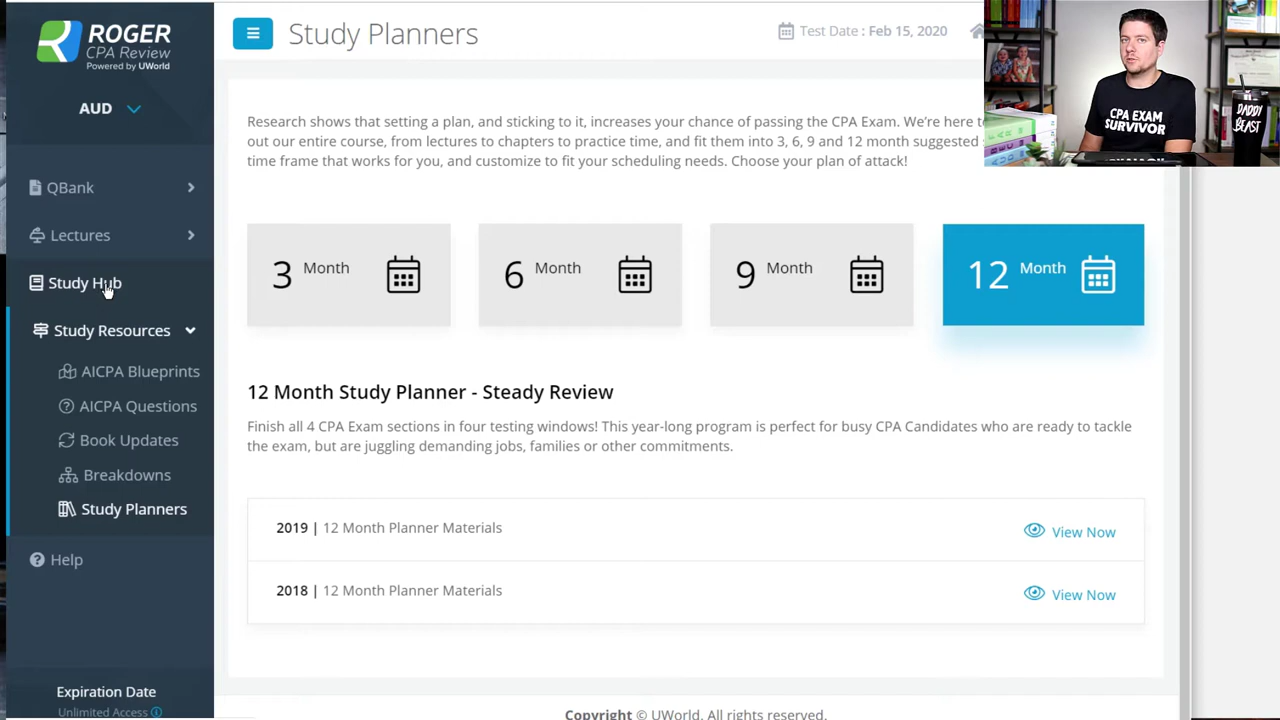 ROGER
CPA Review
Powered by UWorld
AUD
QBank
Lectures
Study Hub
Study Resources
AICPA Blueprints
AICPA Questions
Book Updates
Breakdowns
Study Planners
Help
Expiration Date
Unlimited Access
Study Planners
Test Date : Feb 15, 2020
Research shows that setting a plan, and sticking to it, increases your chance of passing the CPA Exam. We're here to
out our entire course, from lectures to chapters to practice time, and fit them into 3, 6, 9 and 12 month suggested
time frame that works for you, and customize to fit your scheduling needs. Choose your plan of attack!
3 Month
6 Month
9 Month
12 Month
12 Month Study Planner - Steady Review
Finish all 4 CPA Exam sections in four testing windows! This year-long program is perfect for busy CPA Candidates who are ready to tackle
the exam, but are juggling demanding jobs, families or other commitments.
2019 | 12 Month Planner Materials
View Now
2018 | 12 Month Planner Materials
View Now
Copyright © UWorld. All rights reserved.
CPA EXAM
SURVIVOR
DADDY
BEAST